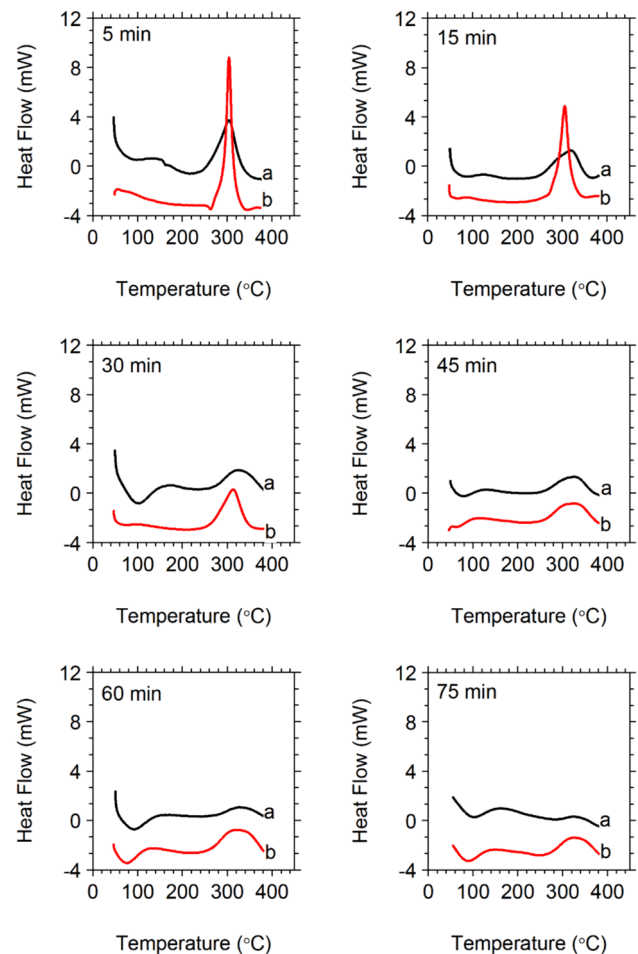 12
5 min
8
4
0
-4
a
b
0 100 200 300 400
Heat Flow (mW)
Temperature (°C)
12
15 min
8
4
0
-4
a
b
0 100 200 300 400
Heat Flow (mW)
Temperature (°C)
12
30 min
8
4
0
-4
a
b
0 100 200 300 400
Heat Flow (mW)
Temperature (°C)
12
45 min
8
4
0
-4
a
b
0 100 200 300 400
Heat Flow (mW)
Temperature (°C)
12
60 min
8
4
0
-4
a
b
0 100 200 300 400
Heat Flow (mW)
Temperature (°C)
12
75 min
8
4
0
-4
a
b
0 100 200 300 400
Heat Flow (mW)
Temperature (°C)